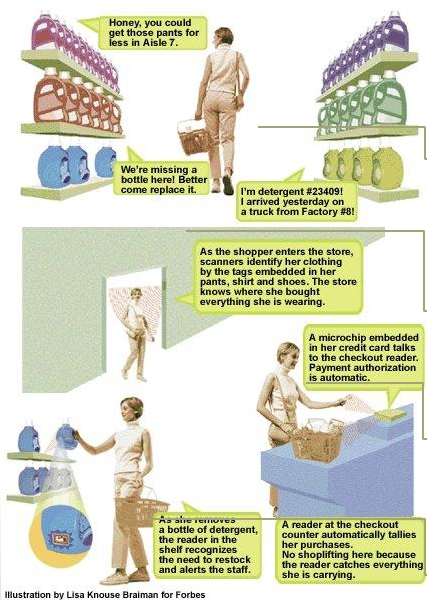 Honey, you could
get those pants for
less in Aisle 7.
We're missing a
bottle here! Better
come replace it.
I'm detergent #23409!
I arrived yesterday on
a truck from Factory #8!
As the shopper enters the store,
scanners identify her clothing
by the tags embedded in her
pants, shirt and shoes. The store
knows where she bought
everything she is wearing.
A microchip embedded
in her credit card talks
to the checkout reader.
Payment authorization
is automatic.
As she removes
a bottle of detergent,
the reader in the
shelf recognizes
the need to restock
and alerts the staff.
A reader at the checkout
counter automatically tallies
her purchases.
No shoplifting here because
the reader catches everything
she is carrying.
Illustration by Lisa Knouse Braiman for Forbes